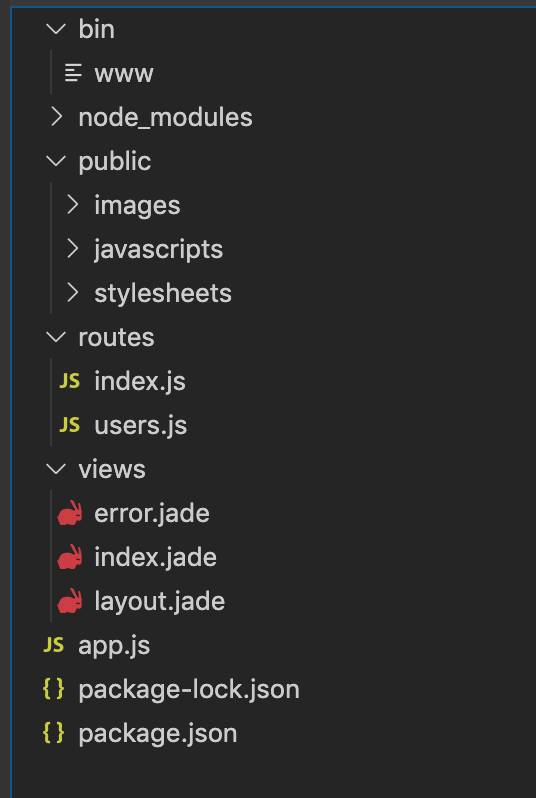 bin
www
node_modules
public
images
javascripts
stylesheets
routes
JS index.js
JS users.js
views
error.jade
index.jade
layout.jade
JS app.js
{} package-lock.json
{} package.json